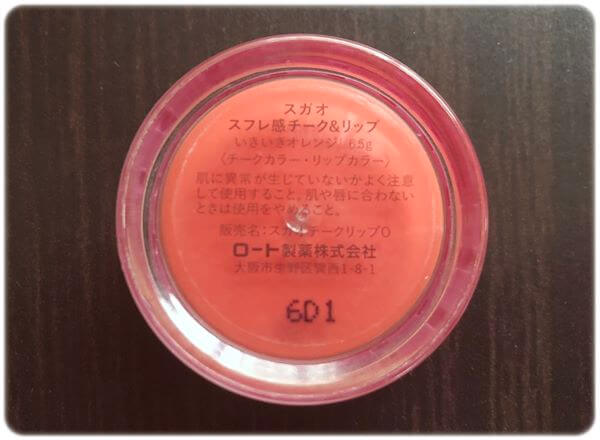 スガオ
スフレ感チーク&リップ
いきいきオレンジ 6.5g
〈チークカラー・リップカラー〉
肌に異常が生じていないかよく注意
して使用すること。肌や唇に合わない
ときは使用をやめること。
販売名:スガオチークリップO
ロート製薬株式会社
大阪市生野区巽西1-8-1
6D1